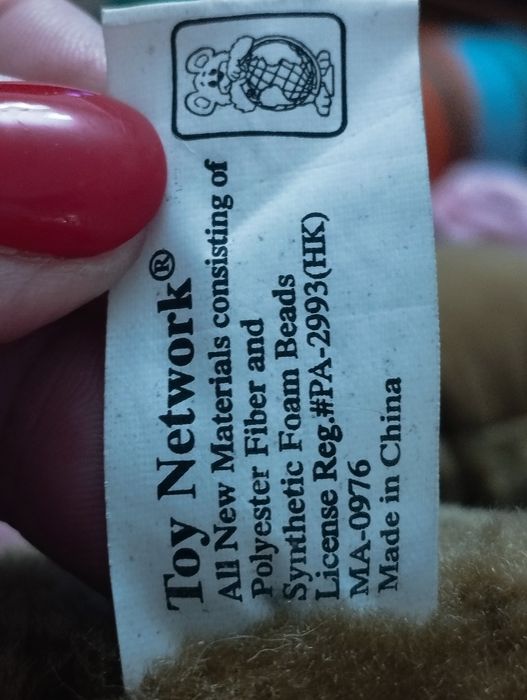 Toy Network®
All New Materials consisting of
Polyester Fiber and
Synthetic Foam Beads
License Reg.#PA-2993(HK)
MA-0976
Made in China